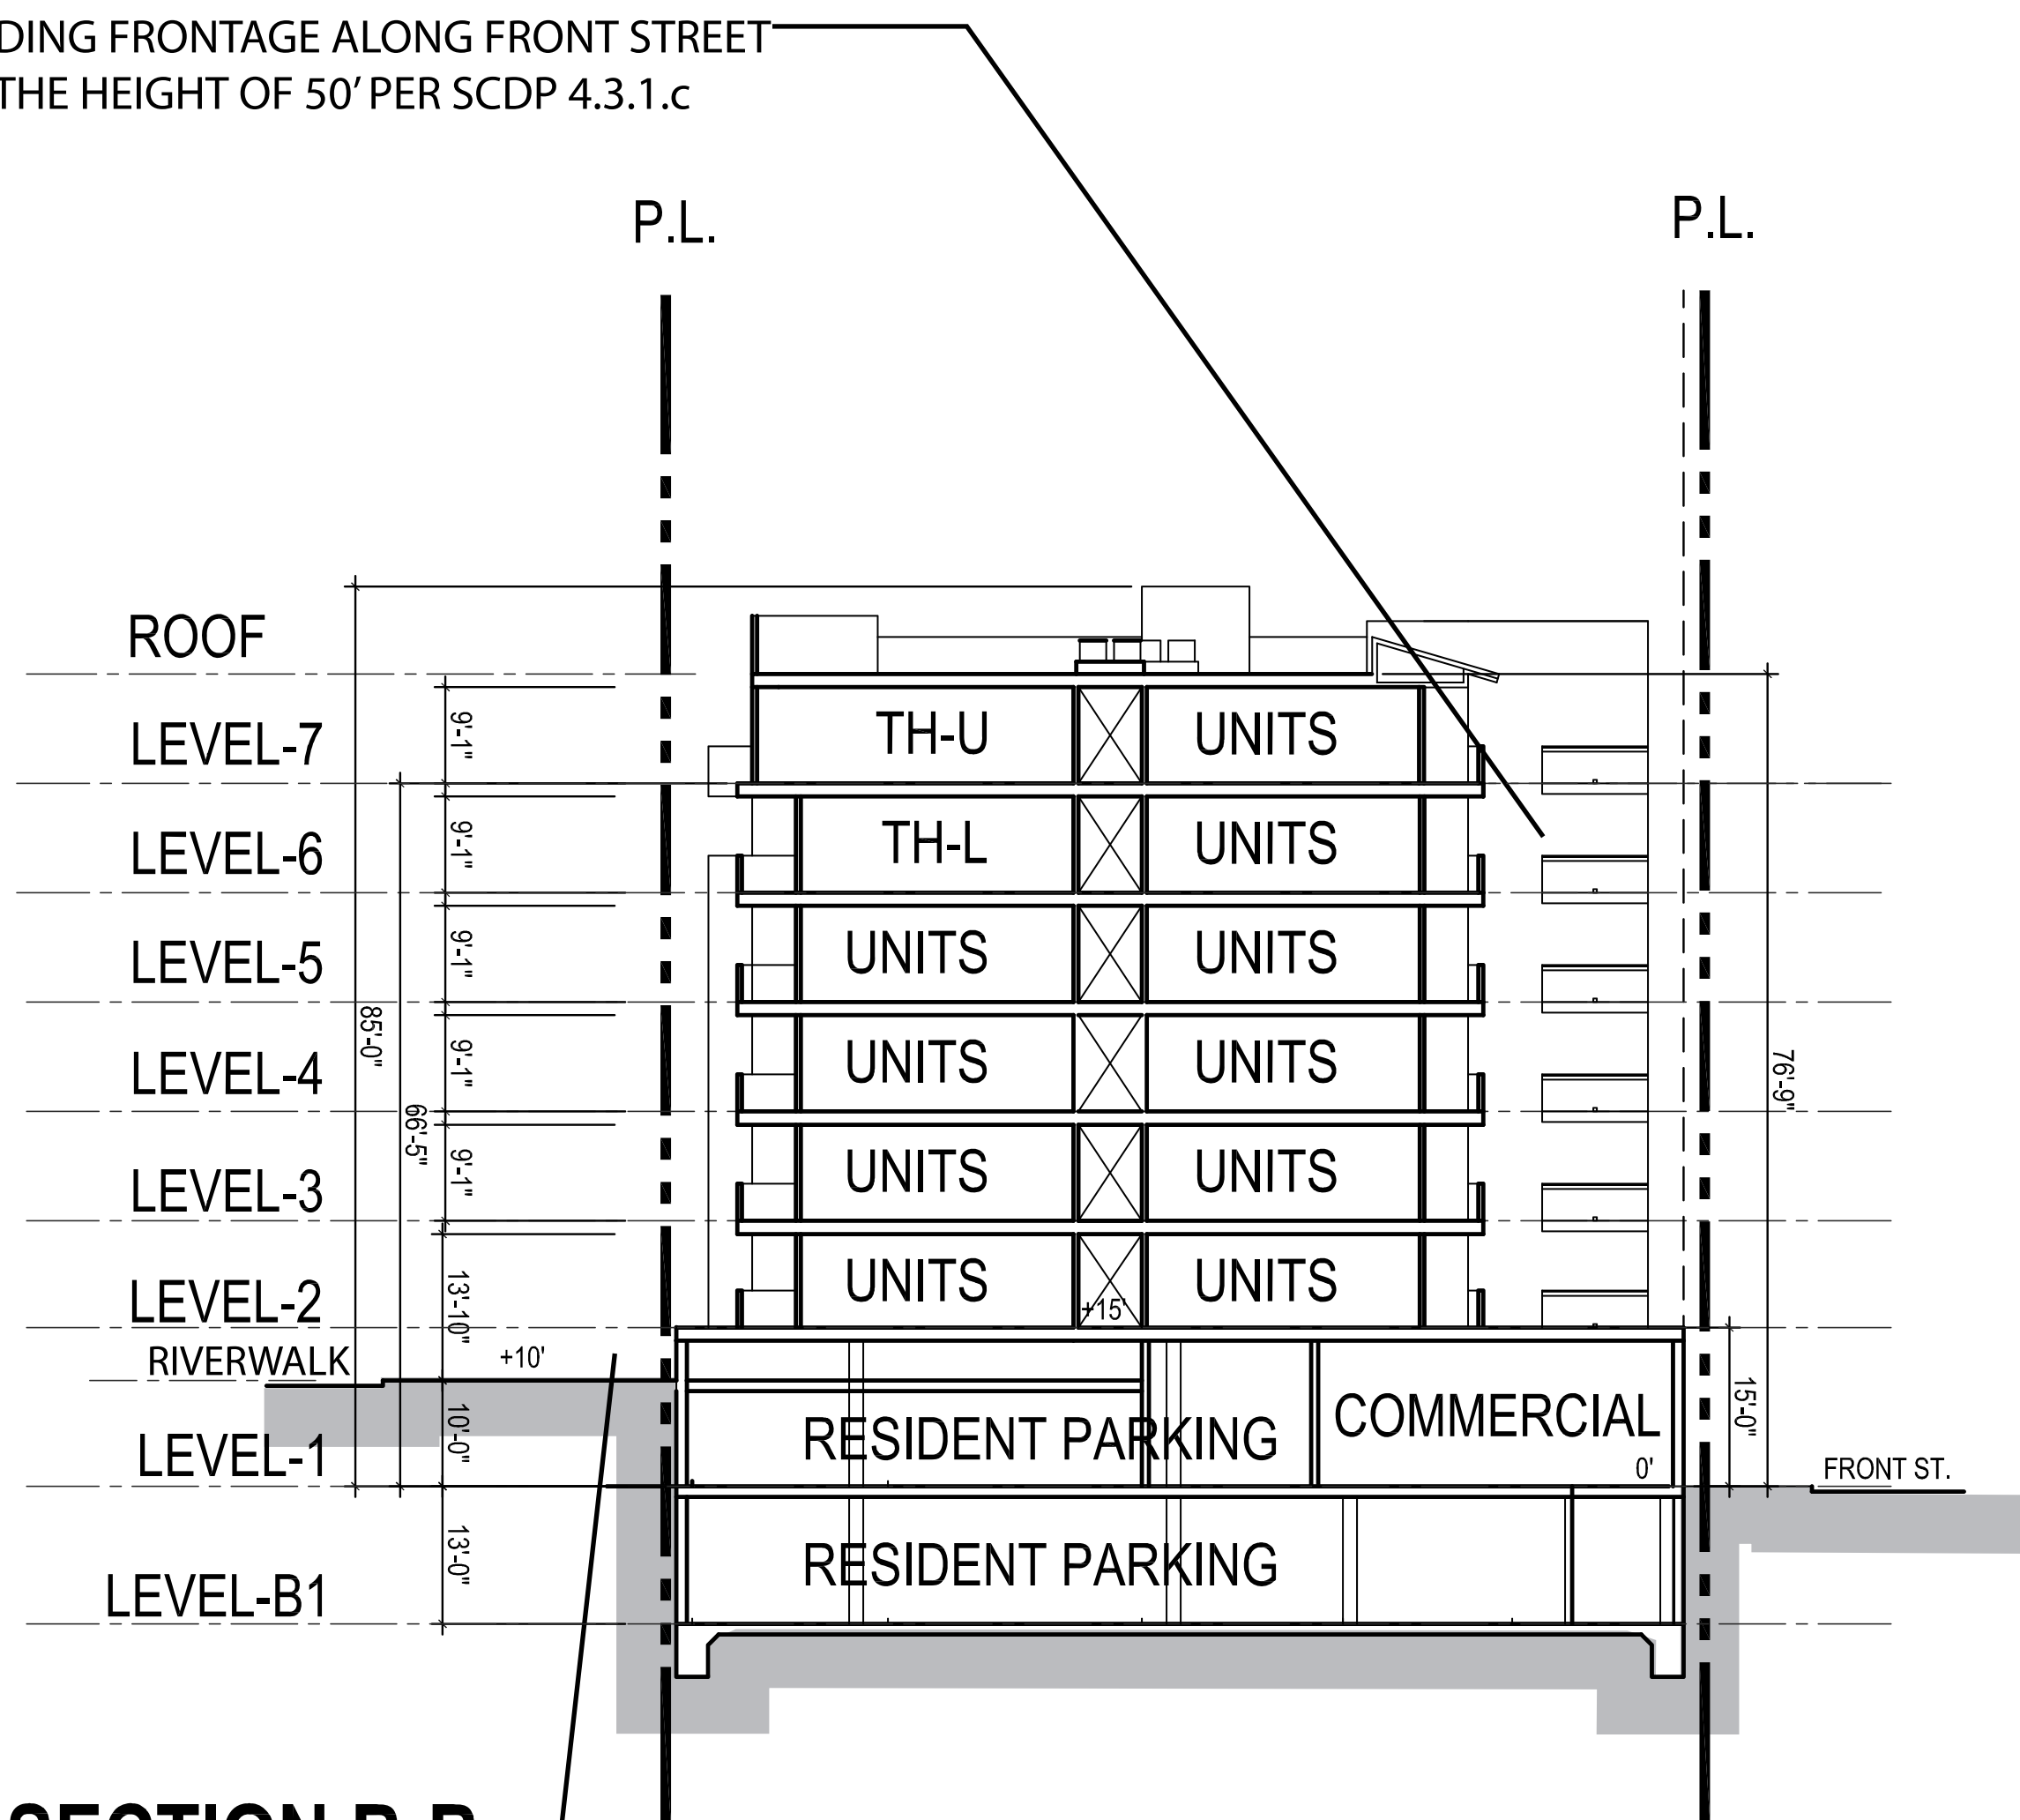 DING FRONTAGE ALONG FRONT STREET
THE HEIGHT OF 50' PER SCDP 4.3.1.c
P.L.
P.L.
ROOF
LEVEL-7
9'-1"
TH-U
UNITS
LEVEL-6
9'-1"
TH-L
UNITS
LEVEL-5
9'-1"
UNITS
UNITS
85'-0"
LEVEL-4
9'-1"
UNITS
UNITS
76'-9"
66'-5"
LEVEL-3
9'-1"
UNITS
UNITS
LEVEL-2
13'-10"
UNITS
UNITS
+15'
RIVERWALK
+10'
15'-0"
LEVEL-1
10'-0"
RESIDENT PARKING
COMMERCIAL
0'
FRONT ST.
LEVEL-B1
13'-0"
RESIDENT PARKING
SECTION B-B